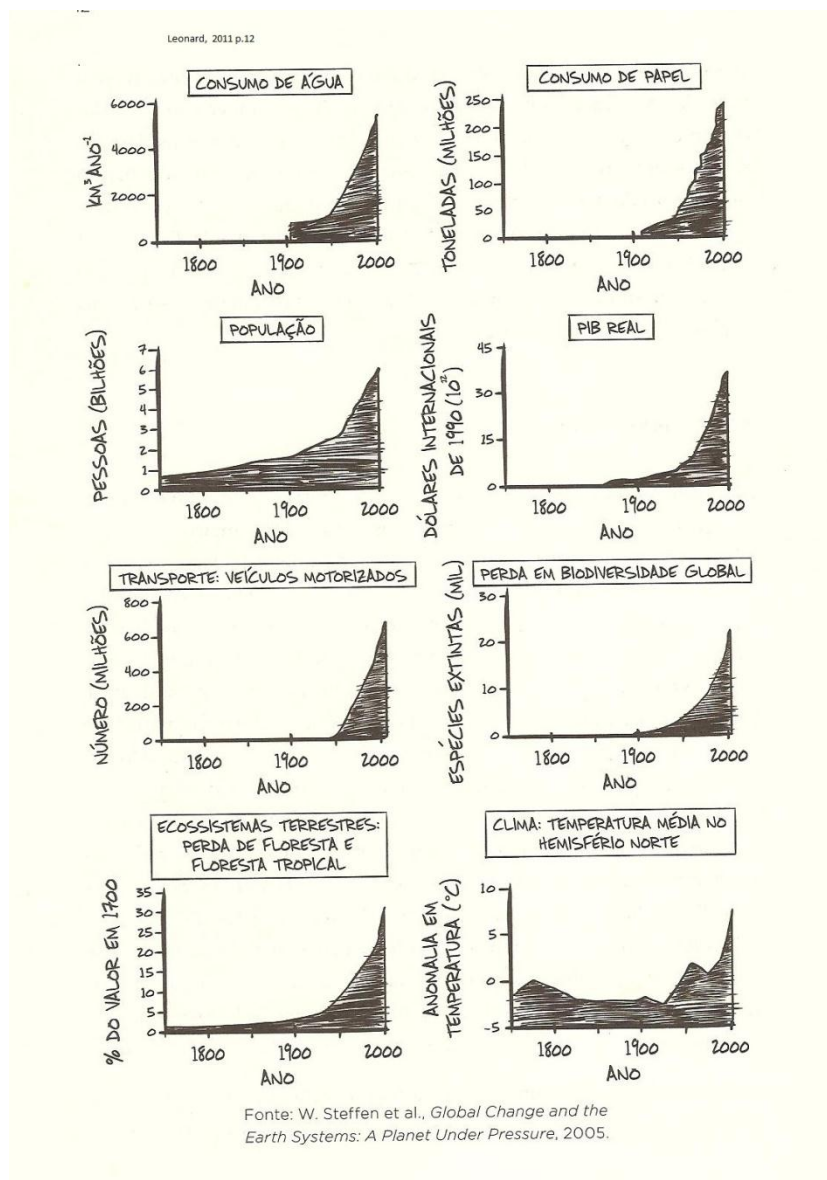 Leonard, 2011 p.12
CONSUMO DE ÁGUA
KM³ ANO⁻²
6000
4000
2000
0
1800
1900
2000
ANO
CONSUMO DE PAPEL
TONELADAS (MILHÕES)
250
200
150
100
50
0
1800
1900
2000
ANO
POPULAÇÃO
PESSOAS (BILHÕES)
7
6
5
4
3
2
1
0
1800
1900
2000
ANO
PIB REAL
DÓLARES INTERNACIONAIS
DE 1990 (10¹²)
45
30
15
0
1800
1900
2000
ANO
TRANSPORTE: VEÍCULOS MOTORIZADOS
NÚMERO (MILHÕES)
800
600
400
200
0
1800
1900
2000
ANO
PERDA EM BIODIVERSIDADE GLOBAL
ESPÉCIES EXTINTAS (MIL)
30
20
10
0
1800
1900
2000
ANO
ECOSSISTEMAS TERRESTRES:
PERDA DE FLORESTA E
FLORESTA TROPICAL
% DO VALOR EM 1700
35
30
25
20
15
10
5
0
1800
1900
2000
ANO
CLIMA: TEMPERATURA MÉDIA NO
HEMISFÉRIO NORTE
ANOMALIA EM
TEMPERATURA (°C)
10
5
0
-5
1800
1900
2000
ANO
Fonte: W. Steffen et al., Global Change and the
Earth Systems: A Planet Under Pressure, 2005.